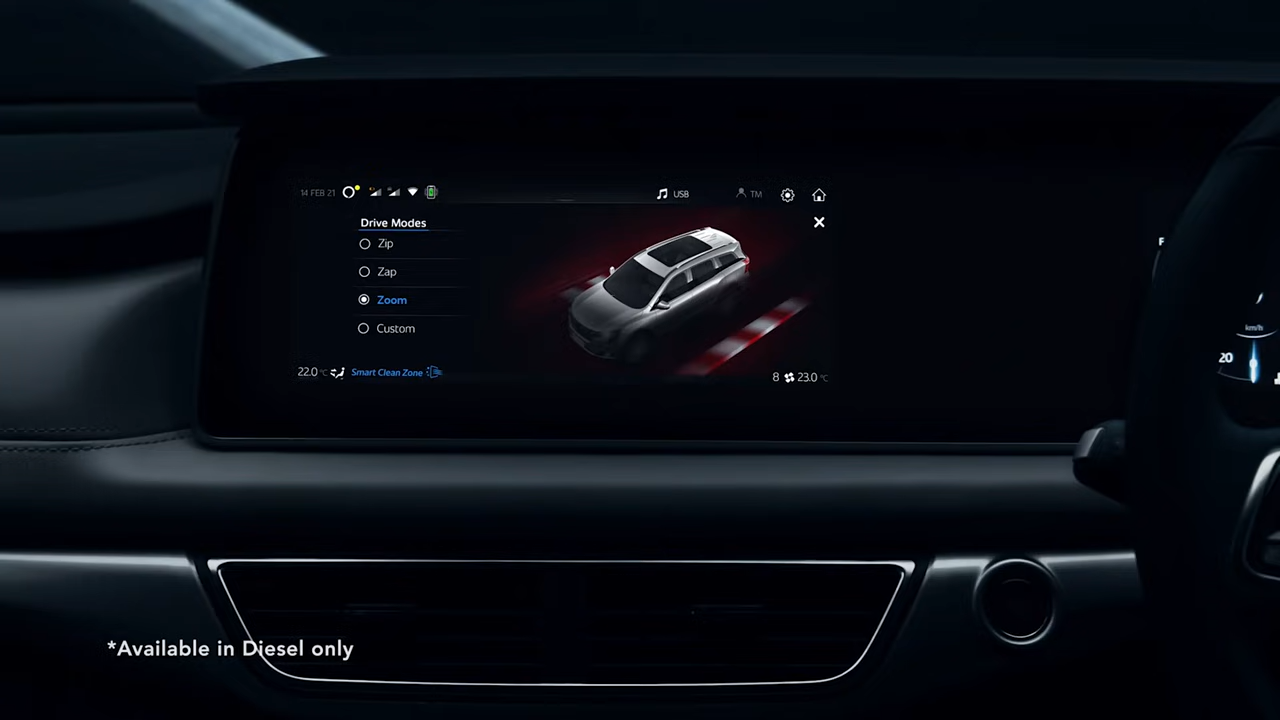 14 FEB 21
USB
TM
Drive Modes
Zip
Zap
Zoom
Custom
22.0°C
Smart Clean Zone
8
23.0°C
F
km/h
20
*Available in Diesel only